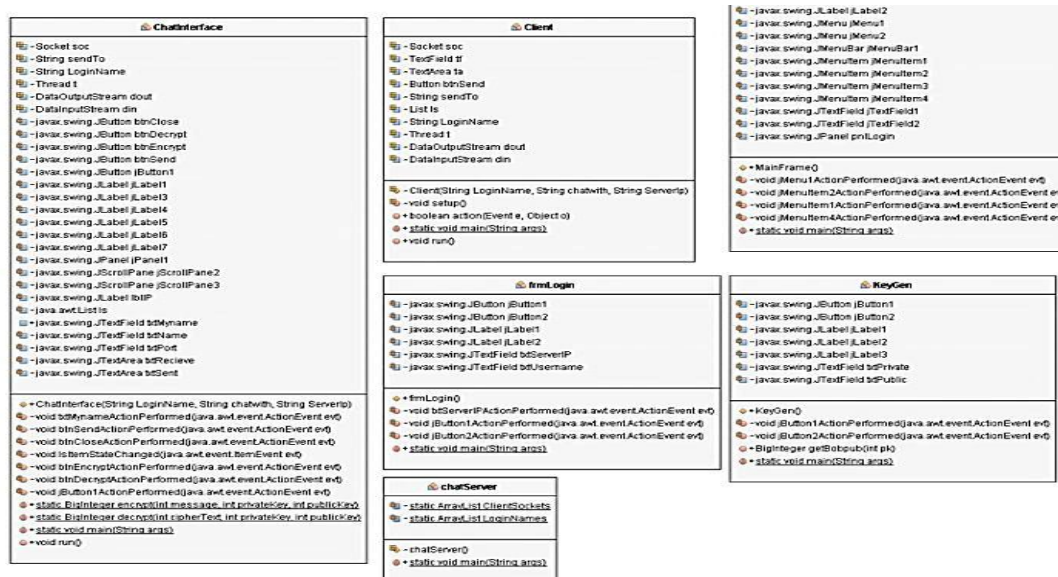 ChatInterface
- Socket soc
- String sendTo
- String LoginName
- Thread t
- DataOutputStream dout
- DataInputStream din
- javax.swing.JButton btnClose
- javax.swing.JButton btnDecrypt
- javax.swing.JButton btnEncrypt
- javax.swing.JButton btnSend
- javax.swing.JButton jButton1
- javax.swing.JLabel jLabel1
- javax.swing.JLabel jLabel3
- javax.swing.JLabel jLabel4
- javax.swing.JLabel jLabel5
- javax.swing.JLabel jLabel6
- javax.swing.JLabel jLabel7
- javax.swing.JPanel jPanel1
- javax.swing.JScrollPane jScrollPane2
- javax.swing.JScrollPane jScrollPane3
- javax.swing.JLabel lblIP
- java.awt.List ls
+ javax.swing.JTextField txtMyname
- javax.swing.JTextField txtName
- javax.swing.JTextField txtPort
- javax.swing.JTextArea txtRecieve
- javax.swing.JTextArea txtSent
+ ChatInterface(String LoginName, String chatwith, String ServerIp)
- void txtMynameActionPerformed(java.awt.event.ActionEvent evt)
- void btnSendActionPerformed(java.awt.event.ActionEvent evt)
- void btnCloseActionPerformed(java.awt.event.ActionEvent evt)
- void lsItemStateChanged(java.awt.event.ItemEvent evt)
- void btnEncryptActionPerformed(java.awt.event.ActionEvent evt)
- void btnDecryptActionPerformed(java.awt.event.ActionEvent evt)
- void jButton1ActionPerformed(java.awt.event.ActionEvent evt)
+ static BigInteger encrypt(int message, int privateKey, int publicKey)
+ static BigInteger decrypt(int cipherText, int privateKey, int publicKey)
+ static void main(String args)
+ void run()
Client
- Socket soc
- TextField tf
- TextArea ta
- Button btnSend
- String sendTo
- List ls
- String LoginName
- Thread t
- DataOutputStream dout
- DataInputStream din
- Client(String LoginName, String chatwith, String ServerIp)
- void setup()
+ boolean action(Event e, Object o)
+ static void main(String args)
+ void run()
- javax.swing.JLabel jLabel2
- javax.swing.JMenu jMenu1
- javax.swing.JMenu jMenu2
- javax.swing.JMenuBar jMenuBar1
- javax.swing.JMenuItem jMenuItem1
- javax.swing.JMenuItem jMenuItem2
- javax.swing.JMenuItem jMenuItem3
- javax.swing.JMenuItem jMenuItem4
- javax.swing.JTextField jTextField1
- javax.swing.JTextField jTextField2
- javax.swing.JPanel pnlLogin
+ MainFrame()
- void jMenu1ActionPerformed(java.awt.event.ActionEvent evt)
- void jMenuItem2ActionPerformed(java.awt.event.ActionEvent ev
- void jMenuItem1ActionPerformed(java.awt.event.ActionEvent ev
- void jMenuItem4ActionPerformed(java.awt.event.ActionEvent ev
+ static void main(String args)
frmLogin
- javax.swing.JButton jButton1
- javax.swing.JButton jButton2
- javax.swing.JLabel jLabel1
- javax.swing.JLabel jLabel2
- javax.swing.JTextField txtServerIP
- javax.swing.JTextField txtUsername
+ frmLogin()
- void txtServerIPActionPerformed(java.awt.event.ActionEvent evt)
- void jButton1ActionPerformed(java.awt.event.ActionEvent evt)
- void jButton2ActionPerformed(java.awt.event.ActionEvent evt)
+ static void main(String args)
KeyGen
- javax.swing.JButton jButton1
- javax.swing.JButton jButton2
- javax.swing.JLabel jLabel1
- javax.swing.JLabel jLabel2
- javax.swing.JLabel jLabel3
- javax.swing.JTextField txtPrivate
- javax.swing.JTextField txtPublic
+ KeyGen()
- void jButton1ActionPerformed(java.awt.event.ActionEvent evt)
- void jButton2ActionPerformed(java.awt.event.ActionEvent evt)
+ BigInteger getBobpub(int pk)
+ static void main(String args)
chatServer
- static ArrayList ClientSockets
- static ArrayList LoginNames
- chatServer()
+ static void main(String args)